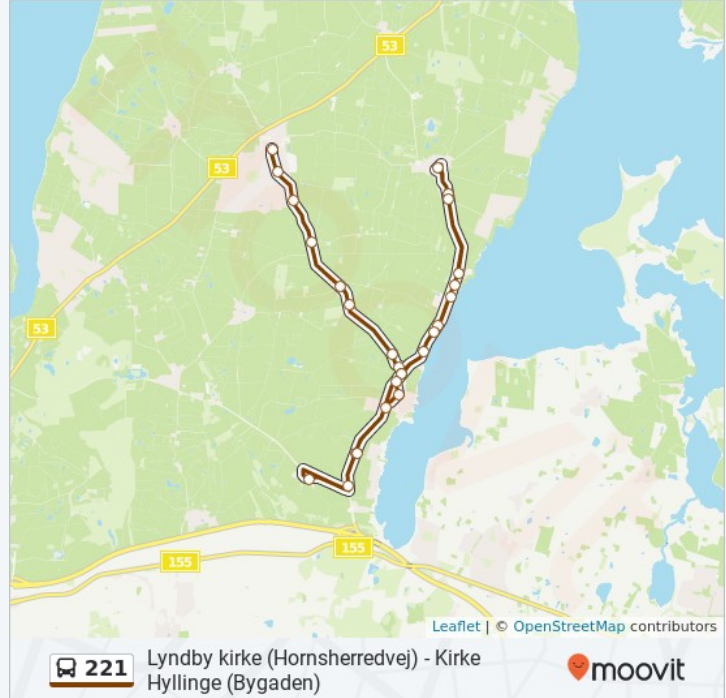 53
53
53
155
155
Leaflet | © OpenStreetMap contributors
221
Lyndby kirke (Hornsherredvej) - Kirke
Hyllinge (Bygaden)
moovit